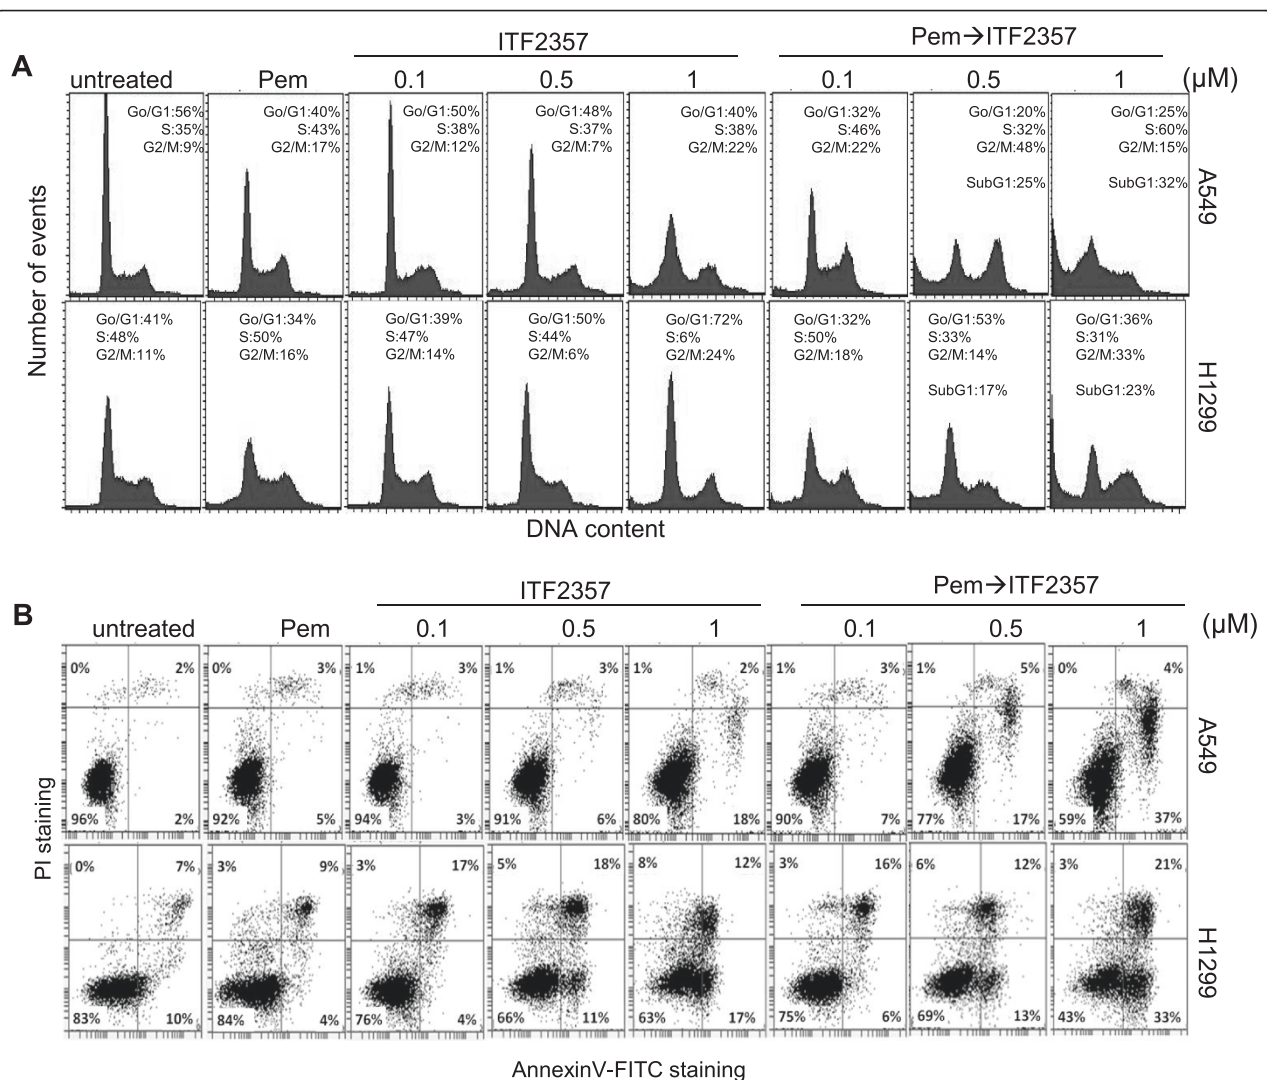 A
ITF2357
Pem→ITF2357
untreated Pem 0.1 0.5 1 0.1 0.5 1 (µM)
Go/G1:56%
S:35%
G2/M:9%
Go/G1:40%
S:43%
G2/M:17%
Go/G1:50%
S:38%
G2/M:12%
Go/G1:48%
S:37%
G2/M:7%
Go/G1:40%
S:38%
G2/M:22%
Go/G1:32%
S:46%
G2/M:22%
Go/G1:20%
S:32%
G2/M:48%
SubG1:25%
Go/G1:25%
S:60%
G2/M:15%
SubG1:32%
A549
Number of events
Go/G1:41%
S:48%
G2/M:11%
Go/G1:34%
S:50%
G2/M:16%
Go/G1:39%
S:47%
G2/M:14%
Go/G1:50%
S:44%
G2/M:6%
Go/G1:72%
S:6%
G2/M:24%
Go/G1:32%
S:50%
G2/M:18%
Go/G1:53%
S:33%
G2/M:14%
SubG1:17%
Go/G1:36%
S:31%
G2/M:33%
SubG1:23%
H1299
DNA content
B
ITF2357
Pem→ITF2357
untreated Pem 0.1 0.5 1 0.1 0.5 1 (µM)
0% 2% 0% 3% 1% 3% 1% 3% 1% 2% 1% 3% 1% 5% 0% 4%
96% 2% 92% 5% 94% 3% 91% 6% 80% 18% 90% 7% 77% 17% 59% 37%
A549
PI staining
0% 7% 3% 9% 3% 17% 5% 18% 8% 12% 3% 16% 6% 12% 3% 21%
83% 10% 84% 4% 76% 4% 66% 11% 63% 17% 75% 6% 69% 13% 43% 33%
H1299
AnnexinV-FITC staining